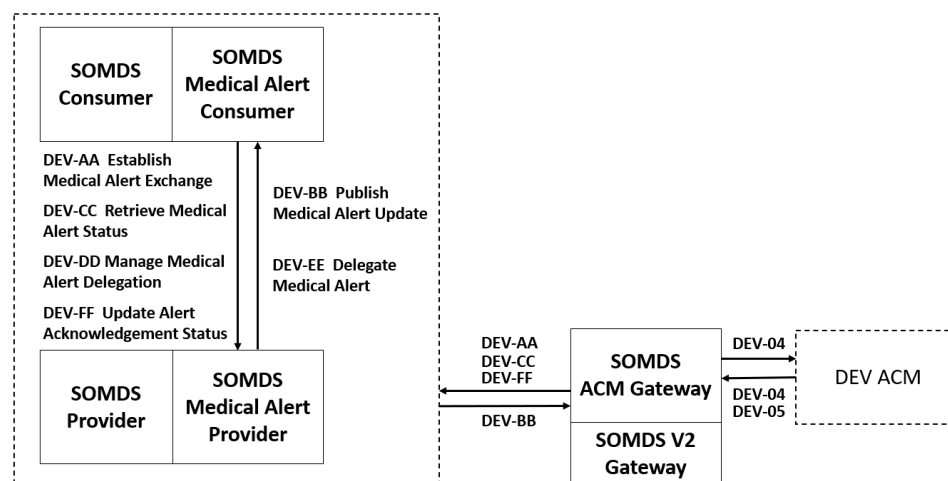 SOMDS
Consumer
SOMDS
Medical Alert
Consumer
DEV-AA Establish
Medical Alert Exchange
DEV-CC Retrieve Medical
Alert Status
DEV-DD Manage Medical
Alert Delegation
DEV-FF Update Alert
Acknowledgement Status
DEV-BB Publish
Medical Alert Update
DEV-EE Delegate
Medical Alert
SOMDS
Provider
SOMDS
Medical Alert
Provider
DEV-AA
DEV-CC
DEV-FF
DEV-BB
SOMDS
ACM Gateway
SOMDS V2
Gateway
DEV-04
DEV-04
DEV-05
DEV ACM